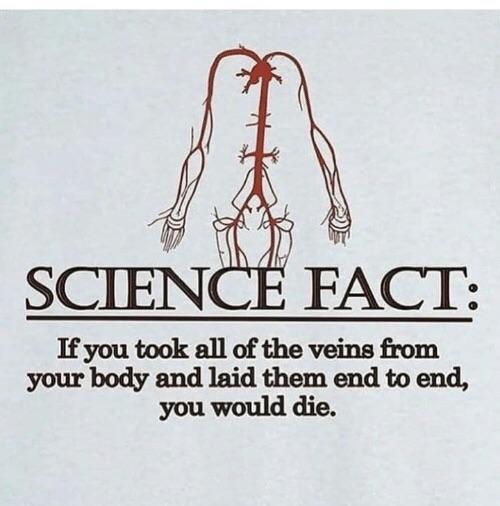 SCIENCE FACT:
If you took all of the veins from
your body and laid them end to end,
you would die.